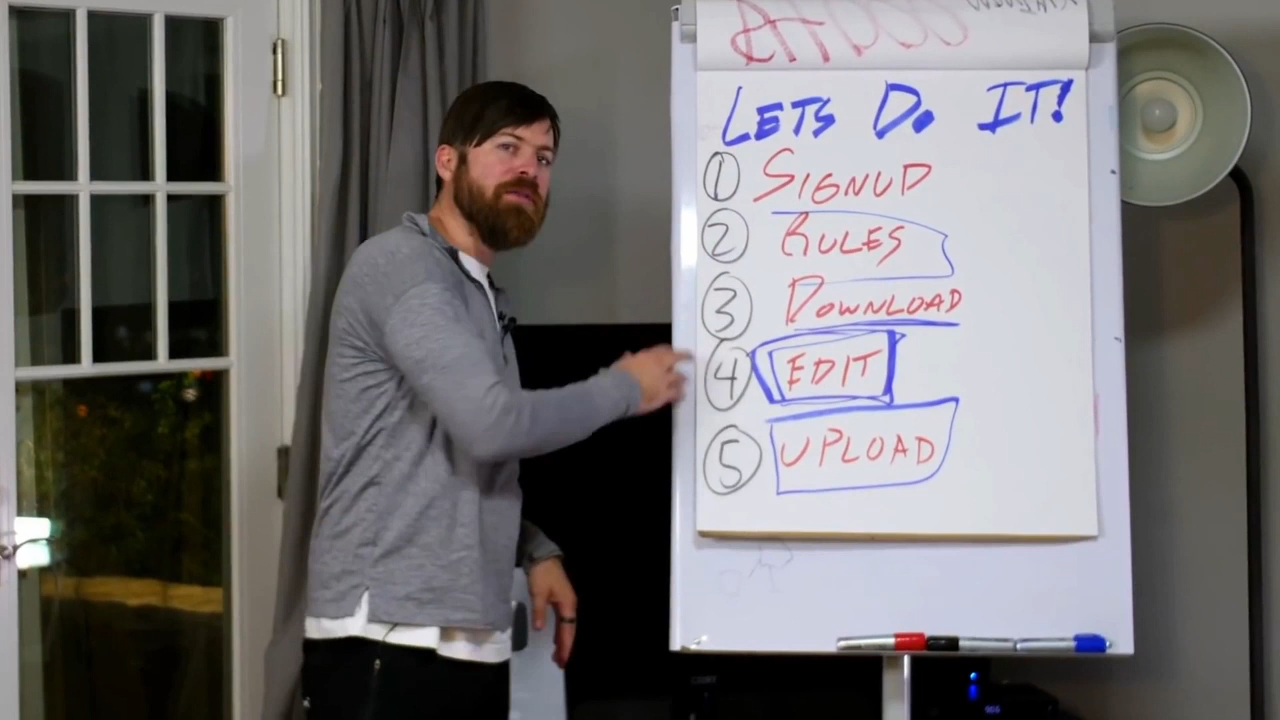 LETS DO IT!
1 SIGNUP
2 RULES
3 DOWNLOAD
4 EDIT
5 UPLOAD